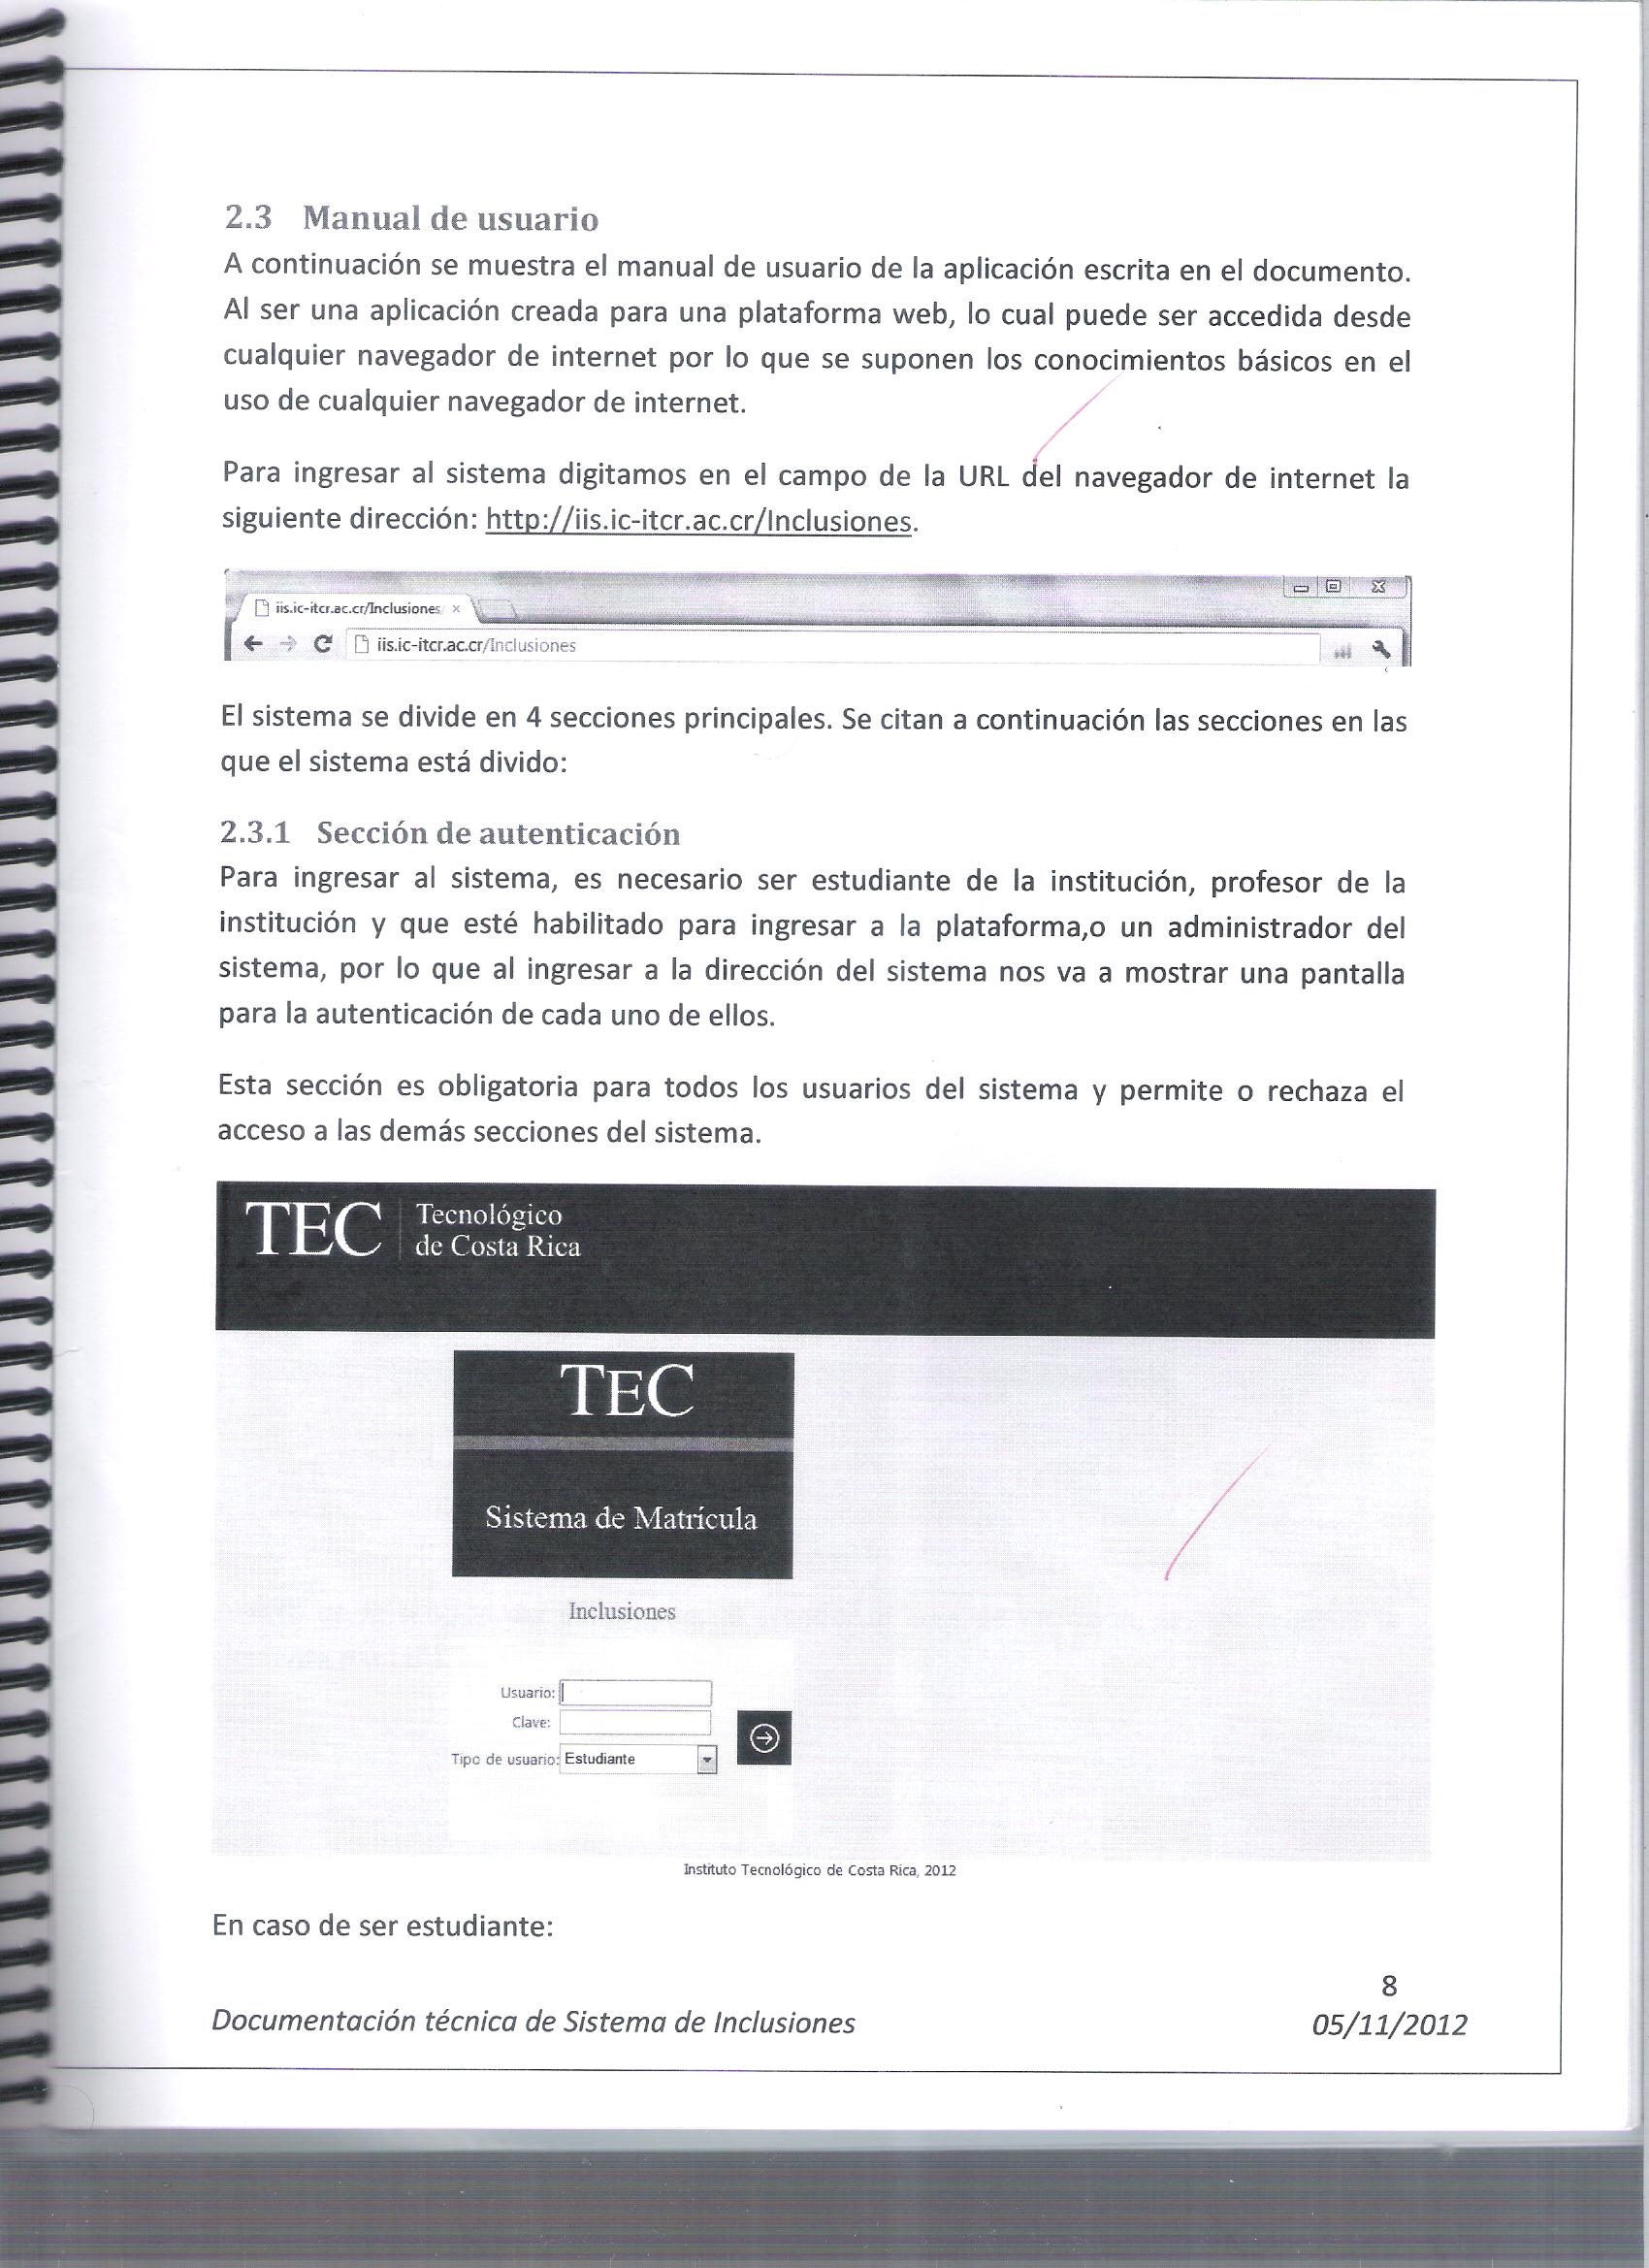 2.3 Manual de usuario
A continuación se muestra el manual de usuario de la aplicación escrita en el documento.
Al ser una aplicación creada para una plataforma web, lo cual puede ser accedida desde
cualquier navegador de internet por lo que se suponen los conocimientos básicos en el
uso de cualquier navegador de internet.
Para ingresar al sistema digitamos en el campo de la URL del navegador de internet la
siguiente dirección: http://iis.ic-itcr.ac.cr/Inclusiones.
iis.ic-itcr.ac.cr/Inclusiones
iis.ic-itcr.ac.cr/Inclusiones
El sistema se divide en 4 secciones principales. Se citan a continuación las secciones en las
que el sistema está divido:
2.3.1 Sección de autenticación
Para ingresar al sistema, es necesario ser estudiante de la institución, profesor de la
institución y que esté habilitado para ingresar a la plataforma,o un administrador del
sistema, por lo que al ingresar a la dirección del sistema nos va a mostrar una pantalla
para la autenticación de cada uno de ellos.
Esta sección es obligatoria para todos los usuarios del sistema y permite o rechaza el
acceso a las demás secciones del sistema.
TEC Tecnológico
de Costa Rica
TEC
Sistema de Matrícula
Inclusiones
Usuario:
Clave:
Tipo de usuario: Estudiante
Instituto Tecnológico de Costa Rica, 2012
En caso de ser estudiante:
8
Documentación técnica de Sistema de Inclusiones 05/11/2012